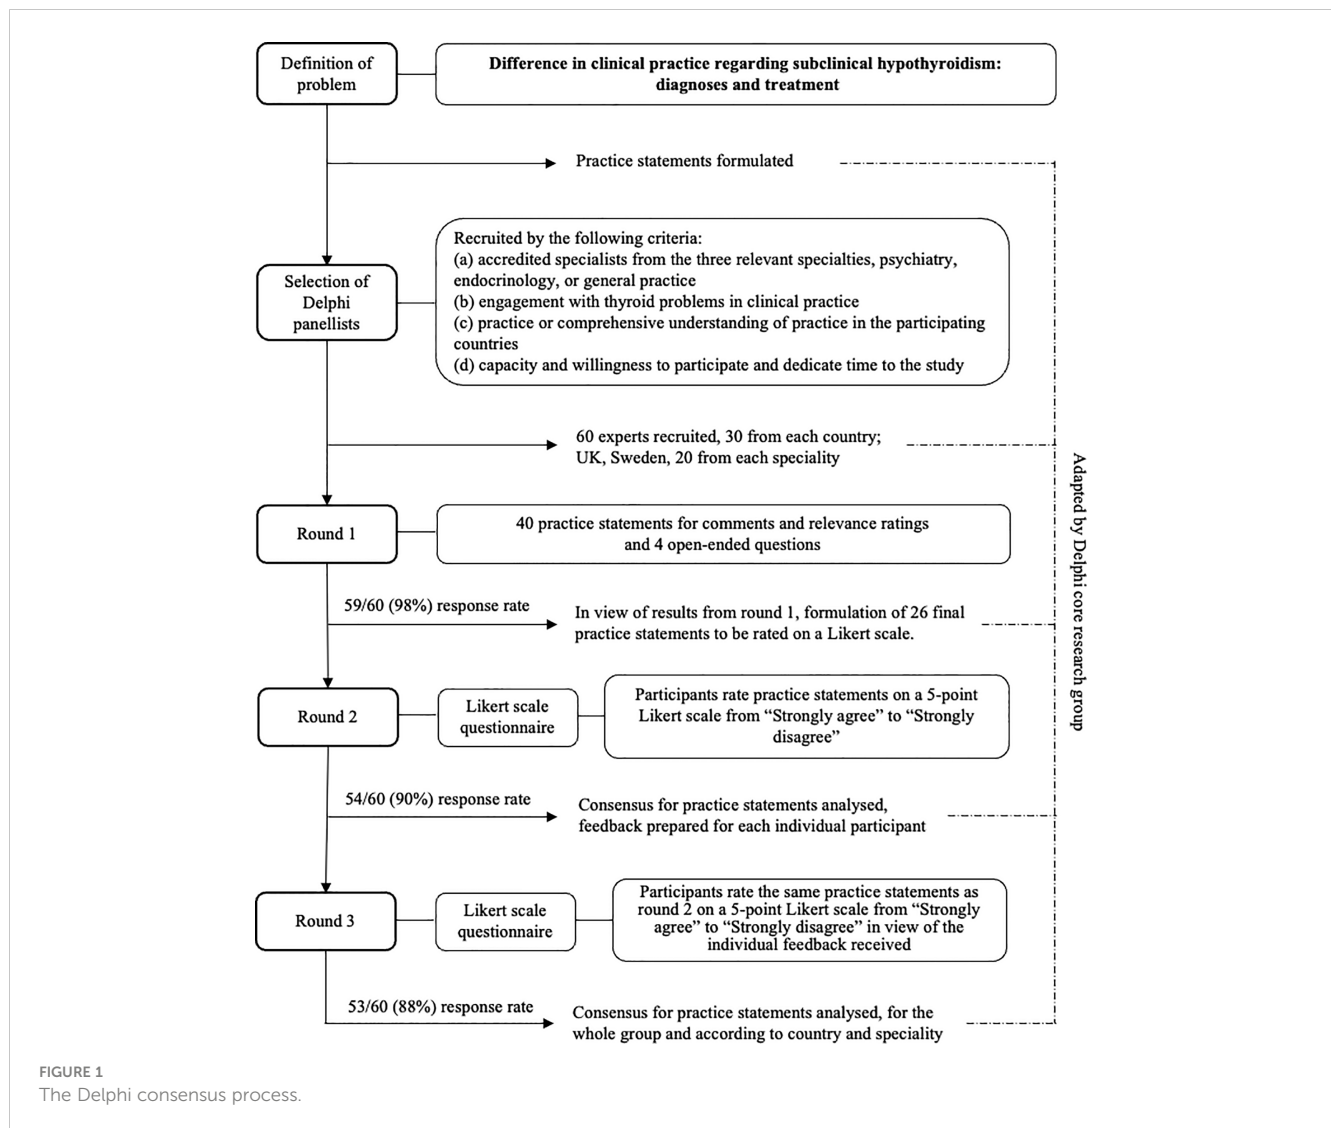 Definition of
problem
Difference in clinical practice regarding subclinical hypothyroidism:
diagnoses and treatment
Practice statements formulated
Selection of
Delphi
panellists
Recruited by the following criteria:
(a) accredited specialists from the three relevant specialties, psychiatry,
endocrinology, or general practice
(b) engagement with thyroid problems in clinical practice
(c) practice or comprehensive understanding of practice in the participating
countries
(d) capacity and willingness to participate and dedicate time to the study
60 experts recruited, 30 from each country;
UK, Sweden, 20 from each speciality
Round 1
40 practice statements for comments and relevance ratings
and 4 open-ended questions
59/60 (98%) response rate
In view of results from round 1, formulation of 26 final
practice statements to be rated on a Likert scale.
Round 2
Likert scale
questionnaire
Participants rate practice statements on a 5-point
Likert scale from “Strongly agree” to “Strongly
disagree”
54/60 (90%) response rate
Consensus for practice statements analysed,
feedback prepared for each individual participant
Round 3
Likert scale
questionnaire
Participants rate the same practice statements as
round 2 on a 5-point Likert scale from “Strongly
agree” to “Strongly disagree” in view of the
individual feedback received
53/60 (88%) response rate
Consensus for practice statements analysed, for the
whole group and according to country and speciality
Adapted by Delphi core research group
FIGURE 1
The Delphi consensus process.